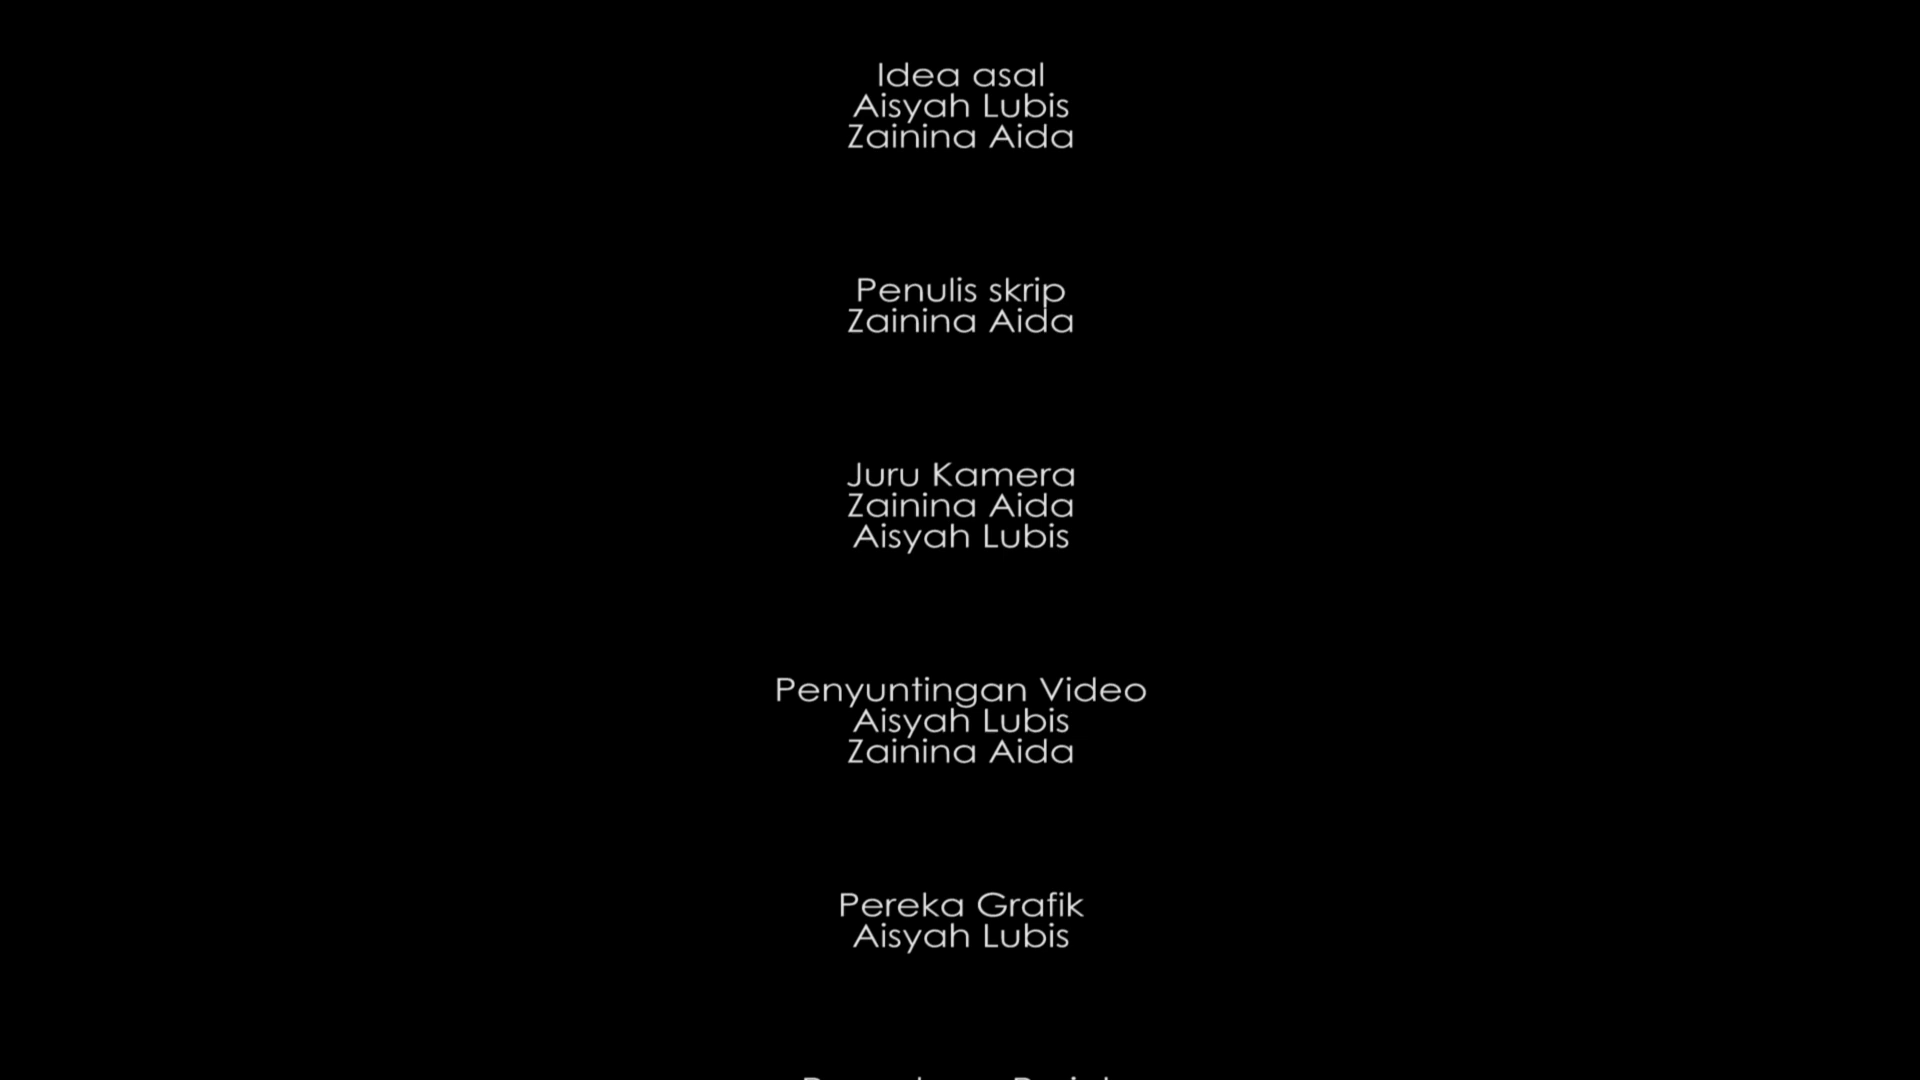 Idea asal
Aisyah Lubis
Zainina Aida
Penulis skrip
Zainina Aida
Juru Kamera
Zainina Aida
Aisyah Lubis
Penyuntingan Video
Aisyah Lubis
Zainina Aida
Pereka Grafik
Aisyah Lubis